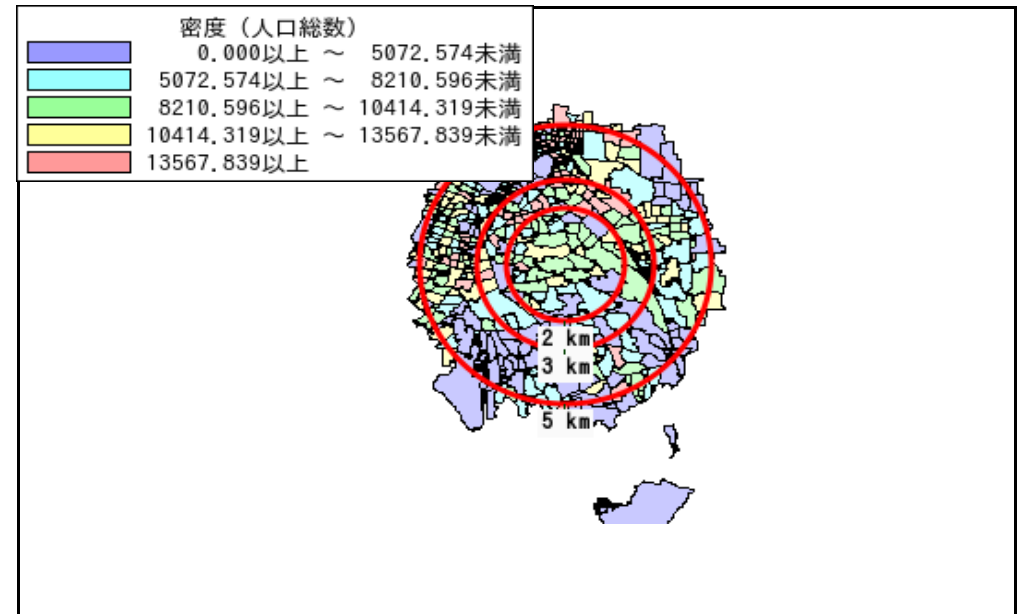 密度（人口総数）
0.000以上 ～ 5072.574未満
5072.574以上 ～ 8210.596未満
8210.596以上 ～ 10414.319未満
10414.319以上 ～ 13567.839未満
13567.839以上
2 km
3 km
5 km